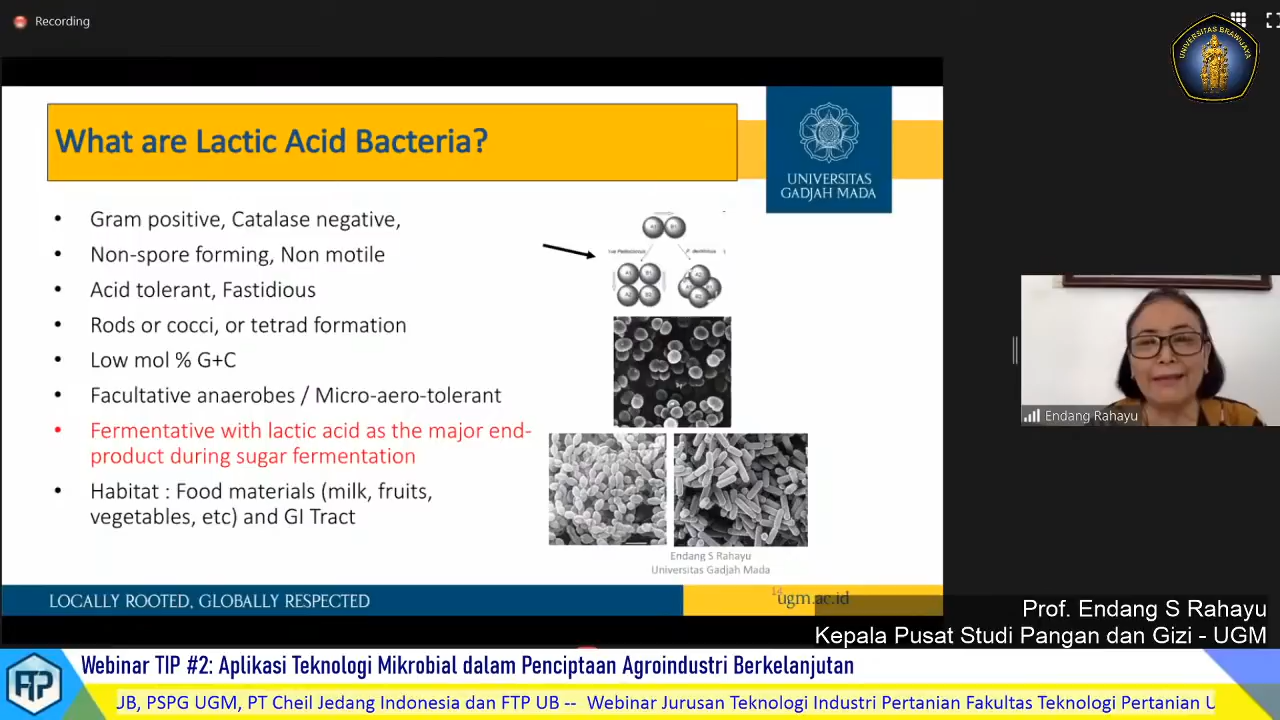 Recording
UNIVERSITAS BRAWIJAYA
What are Lactic Acid Bacteria?
UNIVERSITAS
GADJAH MADA
• Gram positive, Catalase negative,
• Non-spore forming, Non motile
• Acid tolerant, Fastidious
• Rods or cocci, or tetrad formation
• Low mol % G+C
• Facultative anaerobes / Micro-aero-tolerant
• Fermentative with lactic acid as the major end-
product during sugar fermentation
• Habitat : Food materials (milk, fruits,
vegetables, etc) and GI Tract
Endang S Rahayu
Universitas Gadjah Mada
14
LOCALLY ROOTED, GLOBALLY RESPECTED
ugm.ac.id
Endang Rahayu
Prof. Endang S Rahayu
Kepala Pusat Studi Pangan dan Gizi - UGM
Webinar TIP #2: Aplikasi Teknologi Mikrobial dalam Penciptaan Agroindustri Berkelanjutan
JB, PSPG UGM, PT Cheil Jedang Indonesia dan FTP UB -- Webinar Jurusan Teknologi Industri Pertanian Fakultas Teknologi Pertanian U